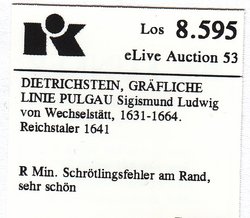 Los 8.595
eLive Auction 53
DIETRICHSTEIN, GRÄFLICHE
LINIE PULGAU Sigismund Ludwig
von Wechselstätt, 1631-1664.
Reichstaler 1641
R Min. Schrötlingsfehler am Rand,
sehr schön